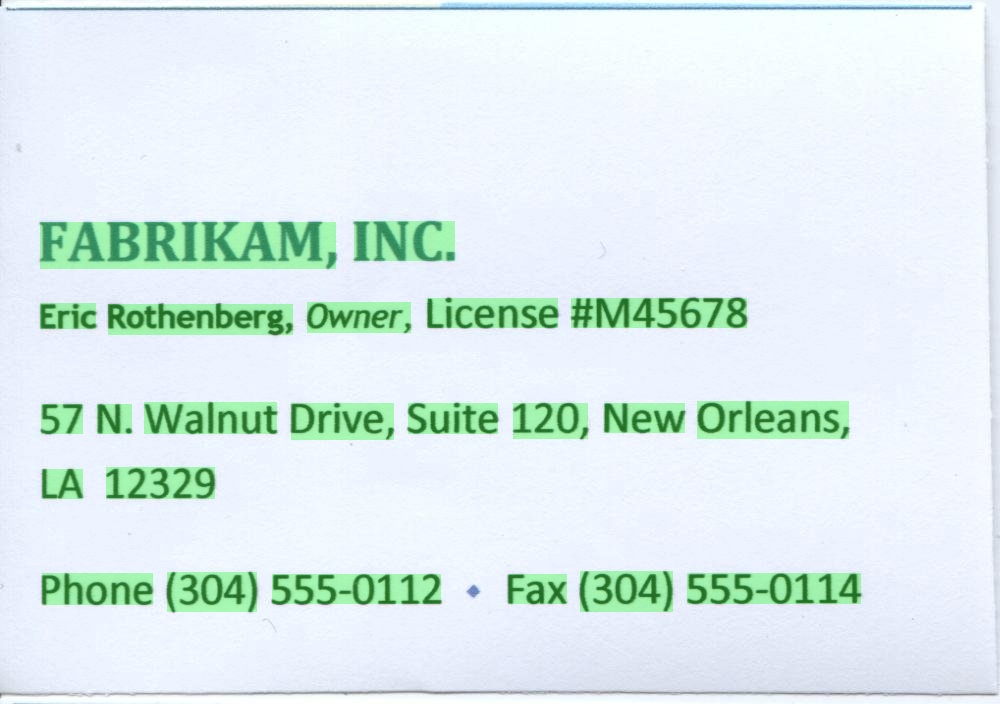 FABRIKAM, INC.
Eric Rothenberg, Owner, License #M45678
57 N. Walnut Drive, Suite 120, New Orleans,
LA 12329
Phone (304) 555-0112 ◆ Fax (304) 555-0114